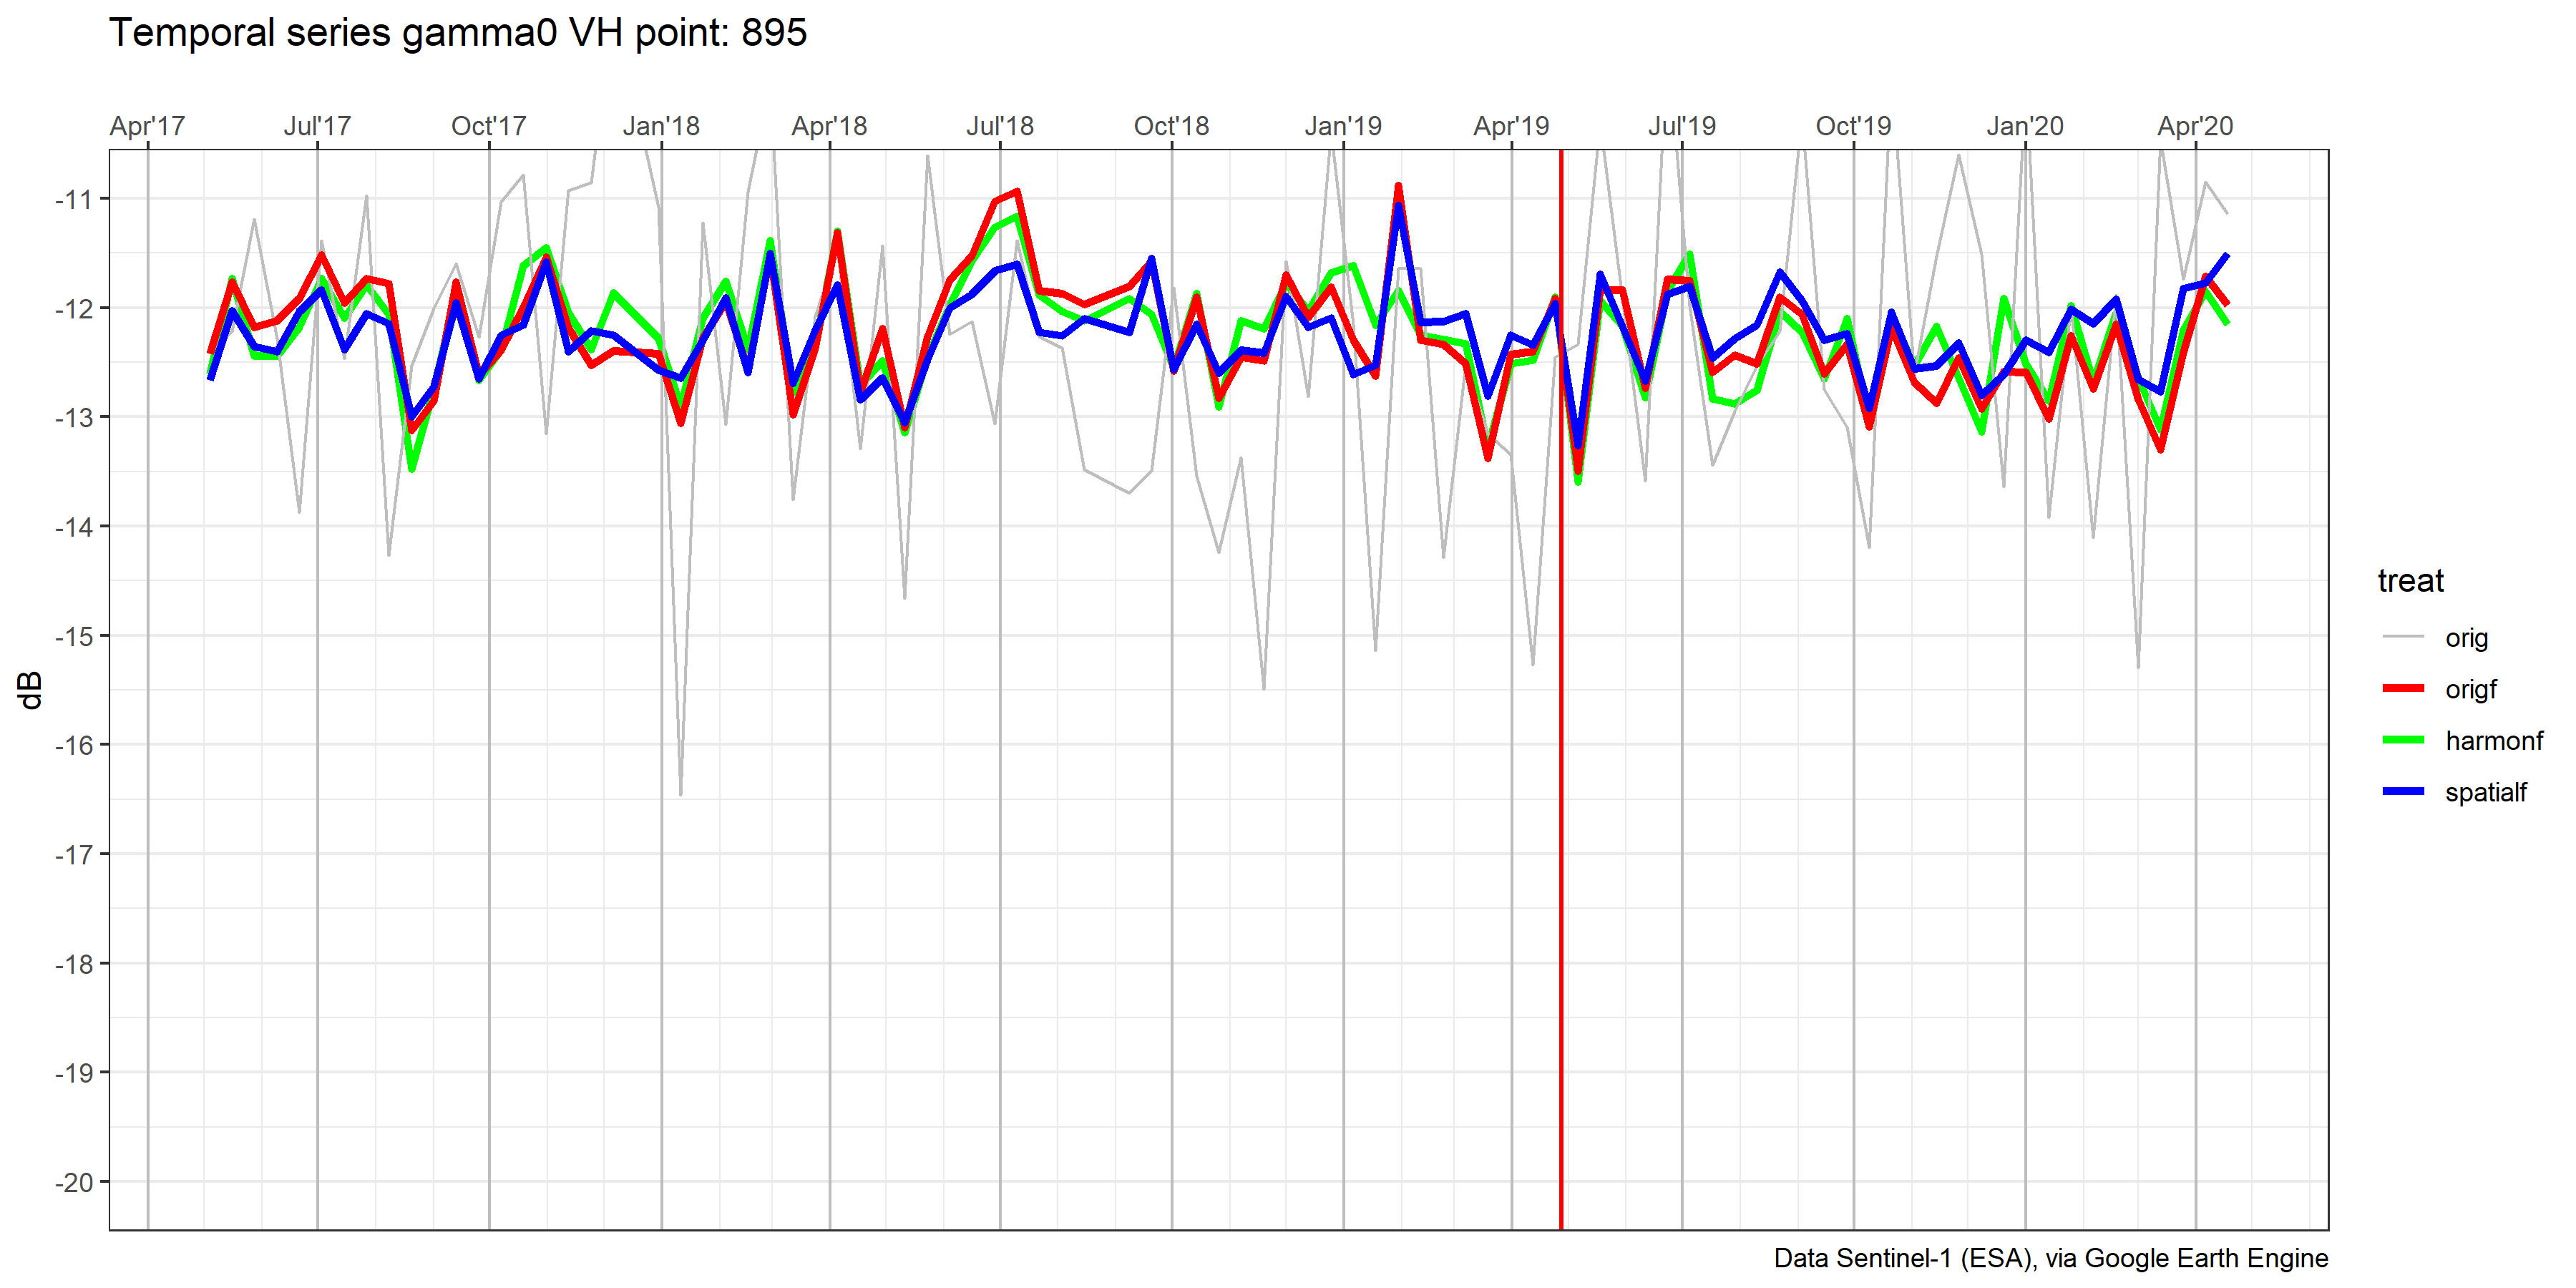 Temporal series gamma0 VH point: 895
Apr'17 Jul'17 Oct'17 Jan'18 Apr'18 Jul'18 Oct'18 Jan'19 Apr'19 Jul'19 Oct'19 Jan'20 Apr'20
-11
-12
-13
-14
-15
-16
-17
-18
-19
-20
dB
treat
orig
origf
harmonf
spatialf
Data Sentinel-1 (ESA), via Google Earth Engine